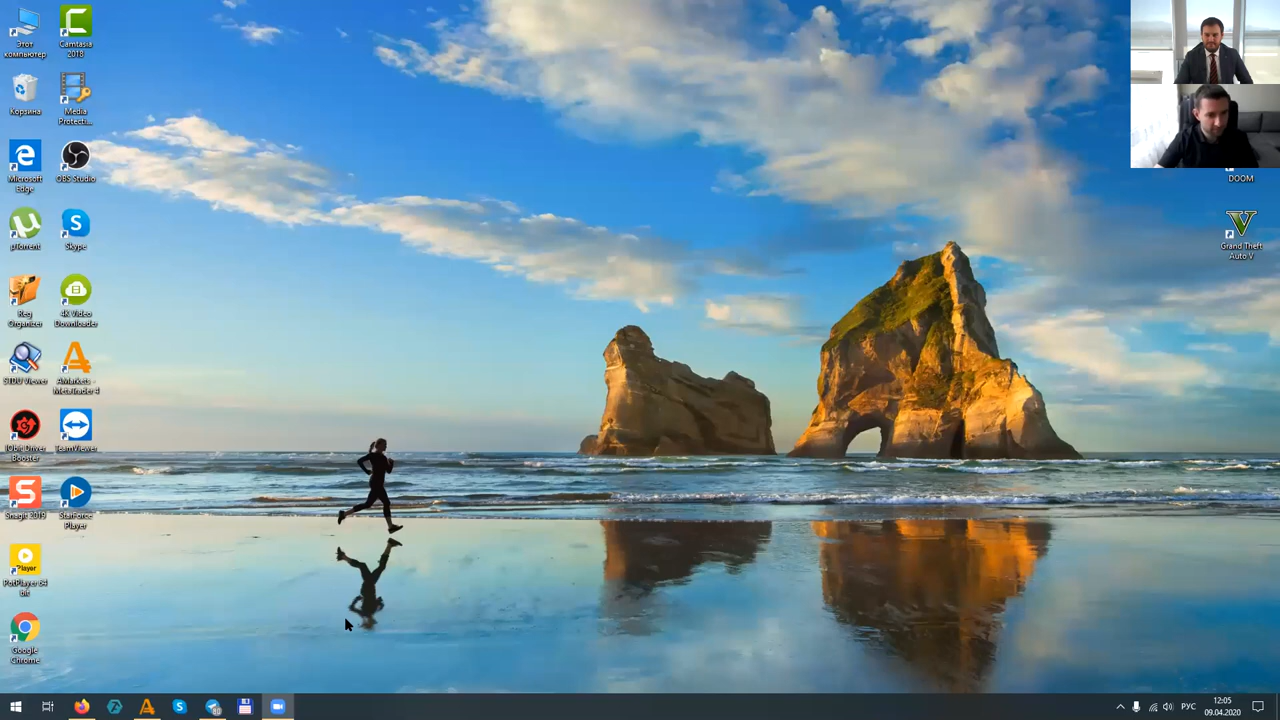 Этот
компьютер
Camtasia
2018
Корзина
Media
Protecti...
Microsoft
Edge
OBS Studio
µTorrent
Skype
Reg
Organizer
4K Video
Downloader
STDU Viewer
AMarkets -
MetaTrader 4
IObit Driver
Booster
TeamViewer
Snagit 2019
StarForce
Player
Player
PotPlayer 64
bit
Google
Chrome
DOOM
Grand Theft
Auto V
РУС
12:05
09.04.2020